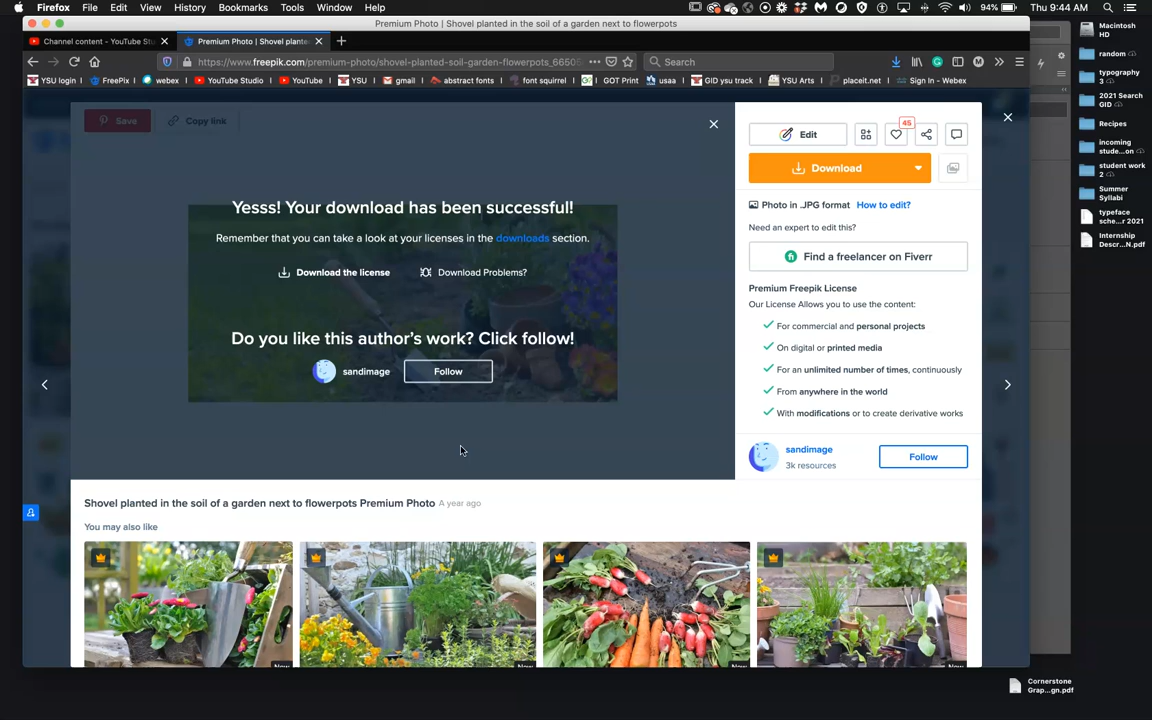 Firefox File Edit View History Bookmarks Tools Window Help 94% Thu 9:44 AM
Premium Photo | Shovel planted in the soil of a garden next to flowerpots
Channel content - YouTube Stu
Premium Photo | Shovel plante
https://www.freepik.com/premium-photo/shovel-planted-soil-garden-flowerpots_6650
Search
YSU login FreePix webex YouTube Studio YouTube YSU gmail abstract fonts font squirrel GOT Print usaa GID ysu track YSU Arts placeit.net Sign In - Webex
Save Copy link
Yesss! Your download has been successful!
Remember that you can take a look at your licenses in the downloads section.
Download the license Download Problems?
Do you like this author's work? Click follow!
sandimage Follow
Edit
45
Download
Photo in .JPG format How to edit?
Need an expert to edit this?
Find a freelancer on Fiverr
Premium Freepik License
Our License Allows you to use the content:
For commercial and personal projects
On digital or printed media
For an unlimited number of times, continuously
From anywhere in the world
With modifications or to create derivative works
sandimage
3k resources
Follow
Shovel planted in the soil of a garden next to flowerpots Premium Photo A year ago
You may also like
New
New
New
New
Macintosh
HD
random
typography
3
2021 Search
GID
Recipes
incoming
stude...on
student work
2
Summer
Syllabi
typeface
sche...r 2021
Internship
Descr...N.pdf
Cornerstone
Grap...gn.pdf